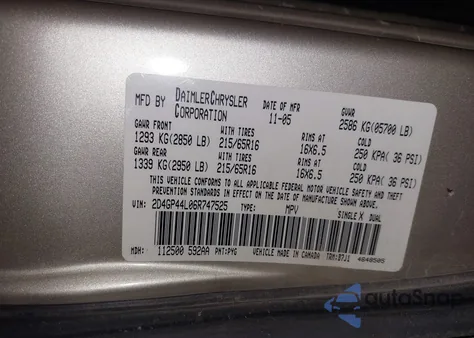 MFD BY DAIMLERCHRYSLER CORPORATION DATE OF MFR 11-05 GVWR 2586 KG(05700 LB)
GAWR FRONT WITH TIRES RIMS AT COLD
1293 KG(2850 LB) 215/65R16 16X6.5 250 KPA( 36 PSI)
GAWR REAR WITH TIRES RIMS AT COLD
1339 KG(2950 LB) 215/65R16 16X6.5 250 KPA( 36 PSI)
THIS VEHICLE CONFORMS TO ALL APPLICABLE FEDERAL MOTOR VEHICLE SAFETY AND THEFT
PREVENTION STANDARDS IN EFFECT ON THE DATE OF MANUFACTURE SHOWN ABOVE.
VIN: 2D4GP44L06R747525 TYPE: MPV SINGLE X DUAL
MDH: 112500 592AA PNT:PYG VEHICLE MADE IN CANADA TRM:B7J1 4648505
autoSnap